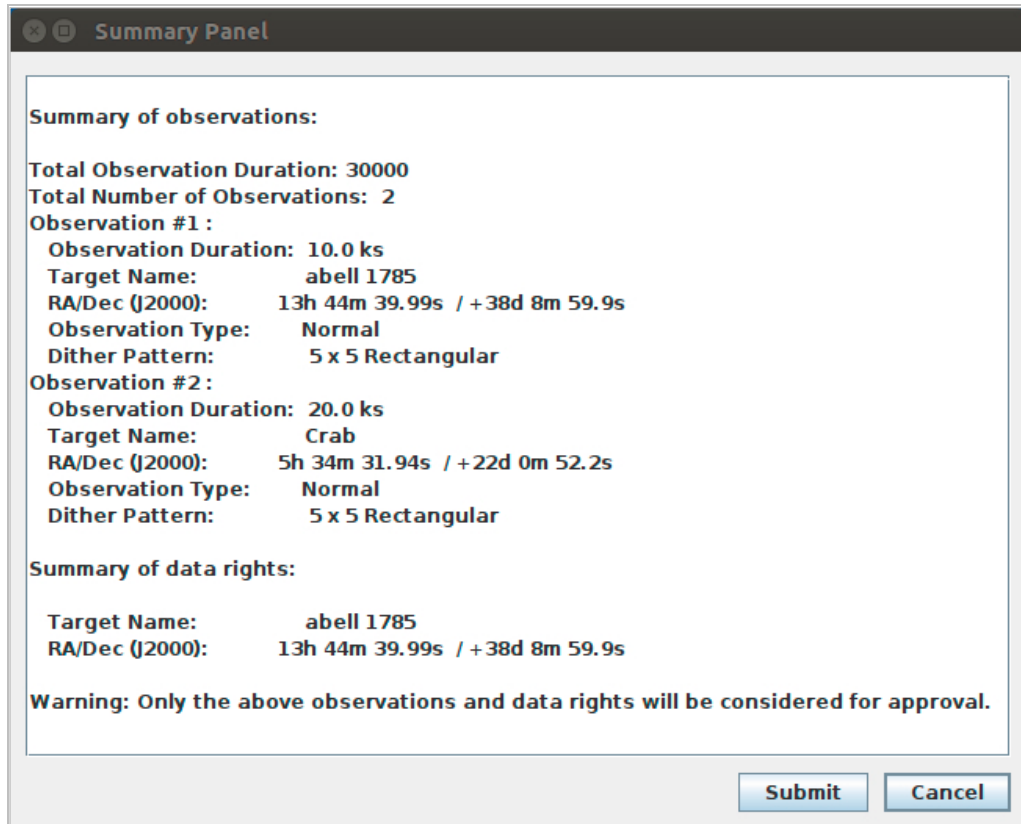 Summary Panel
Summary of observations:
Total Observation Duration: 30000
Total Number of Observations: 2
Observation #1 :
Observation Duration: 10.0 ks
Target Name: abell 1785
RA/Dec (J2000): 13h 44m 39.99s / +38d 8m 59.9s
Observation Type: Normal
Dither Pattern: 5 x 5 Rectangular
Observation #2 :
Observation Duration: 20.0 ks
Target Name: Crab
RA/Dec (J2000): 5h 34m 31.94s / +22d 0m 52.2s
Observation Type: Normal
Dither Pattern: 5 x 5 Rectangular
Summary of data rights:
Target Name: abell 1785
RA/Dec (J2000): 13h 44m 39.99s / +38d 8m 59.9s
Warning: Only the above observations and data rights will be considered for approval.
Submit Cancel